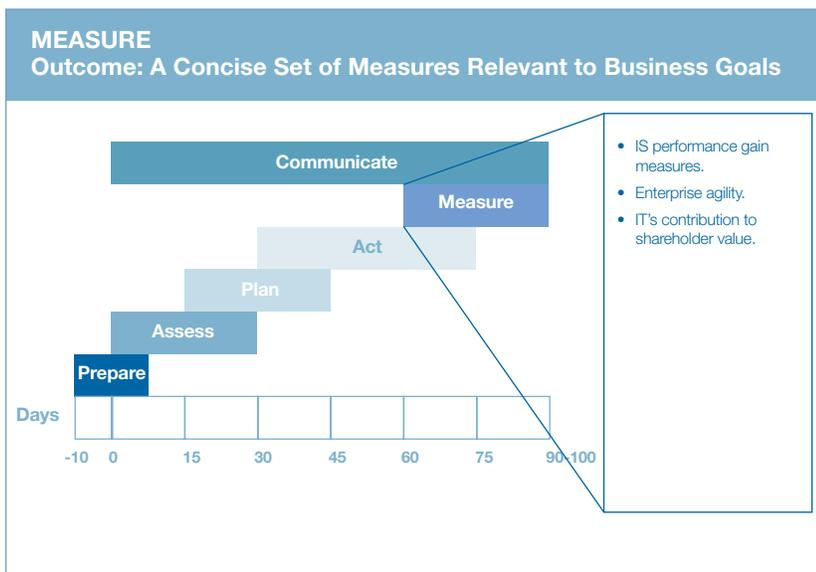 MEASURE
Outcome: A Concise Set of Measures Relevant to Business Goals
Communicate
Measure
Act
Plan
Assess
Prepare
Days
-10 0 15 30 45 60 75 90-100
• IS performance gain
measures.
• Enterprise agility.
• IT’s contribution to
shareholder value.